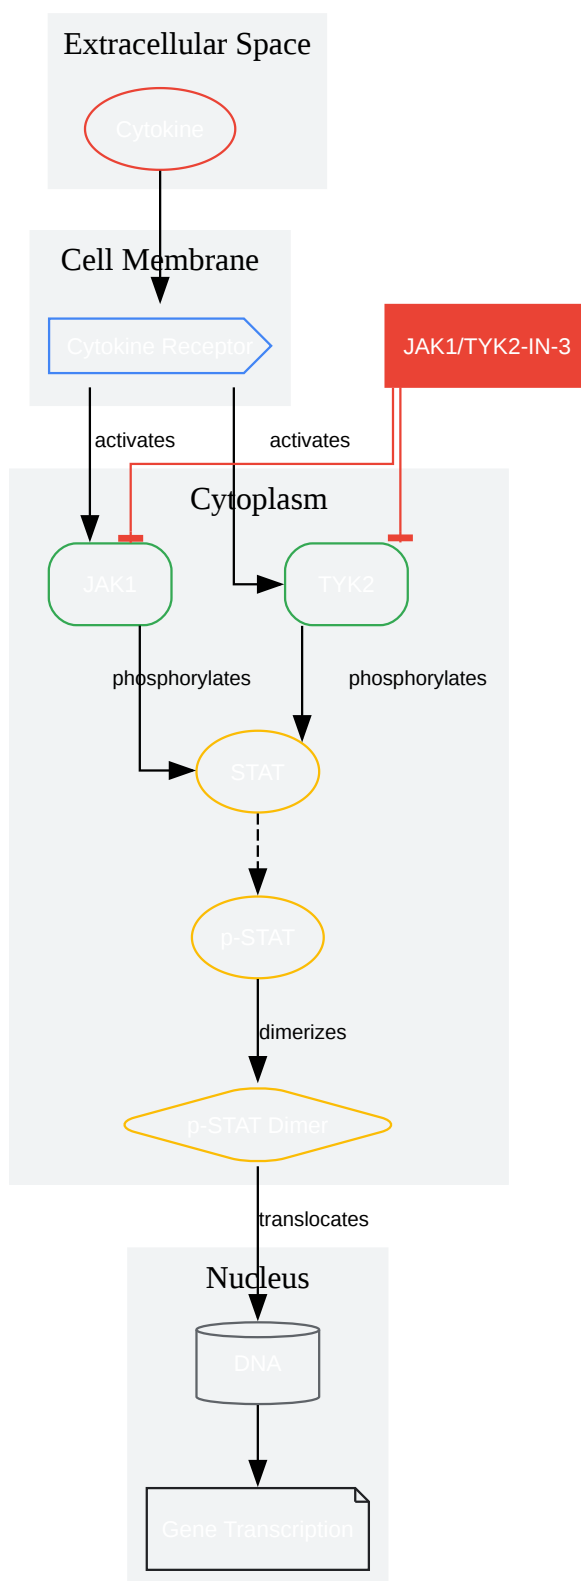 Extracellular Space
Cytokine
Cell Membrane
Cytokine Receptor
JAK1/TYK2-IN-3
activates
activates
Cytoplasm
JAK1
TYK2
phosphorylates
phosphorylates
STAT
p-STAT
dimerizes
p-STAT Dimer
translocates
Nucleus
DNA
Gene Transcription